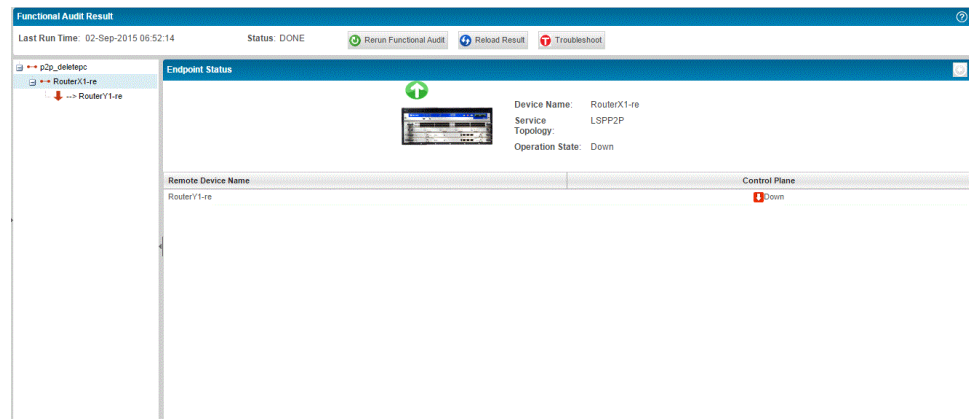 Functional Audit Result
Last Run Time: 02-Sep-2015 06:52:14 Status: DONE Rerun Functional Audit Reload Result Troubleshoot
p2p_deletepc
RouterX1-re
--> RouterY1-re
Endpoint Status
Device Name: RouterX1-re
Service Topology: LSPP2P
Operation State: Down
Remote Device Name Control Plane
RouterY1-re Down